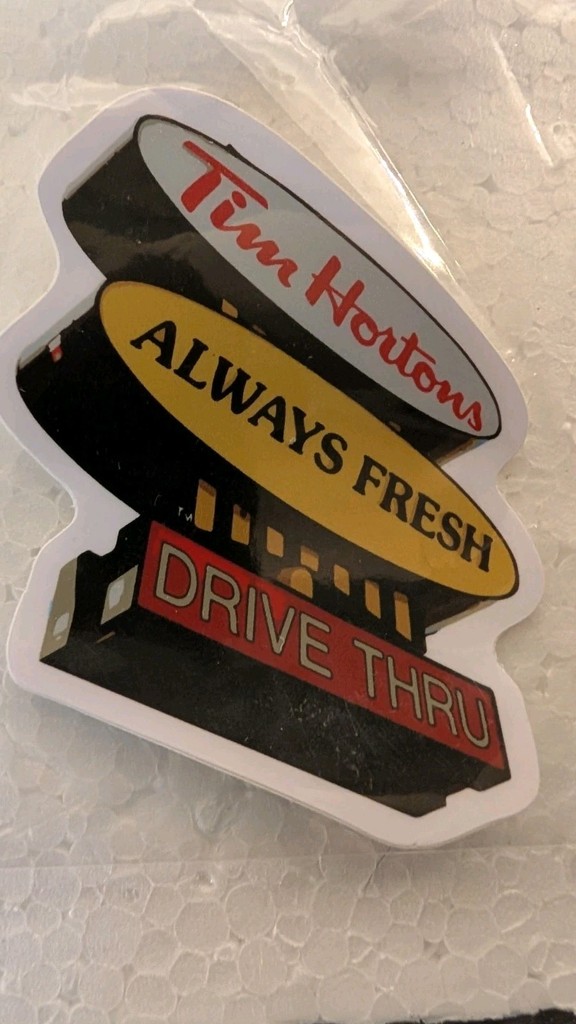 Tim Hortons
ALWAYS FRESH
DRIVE THRU